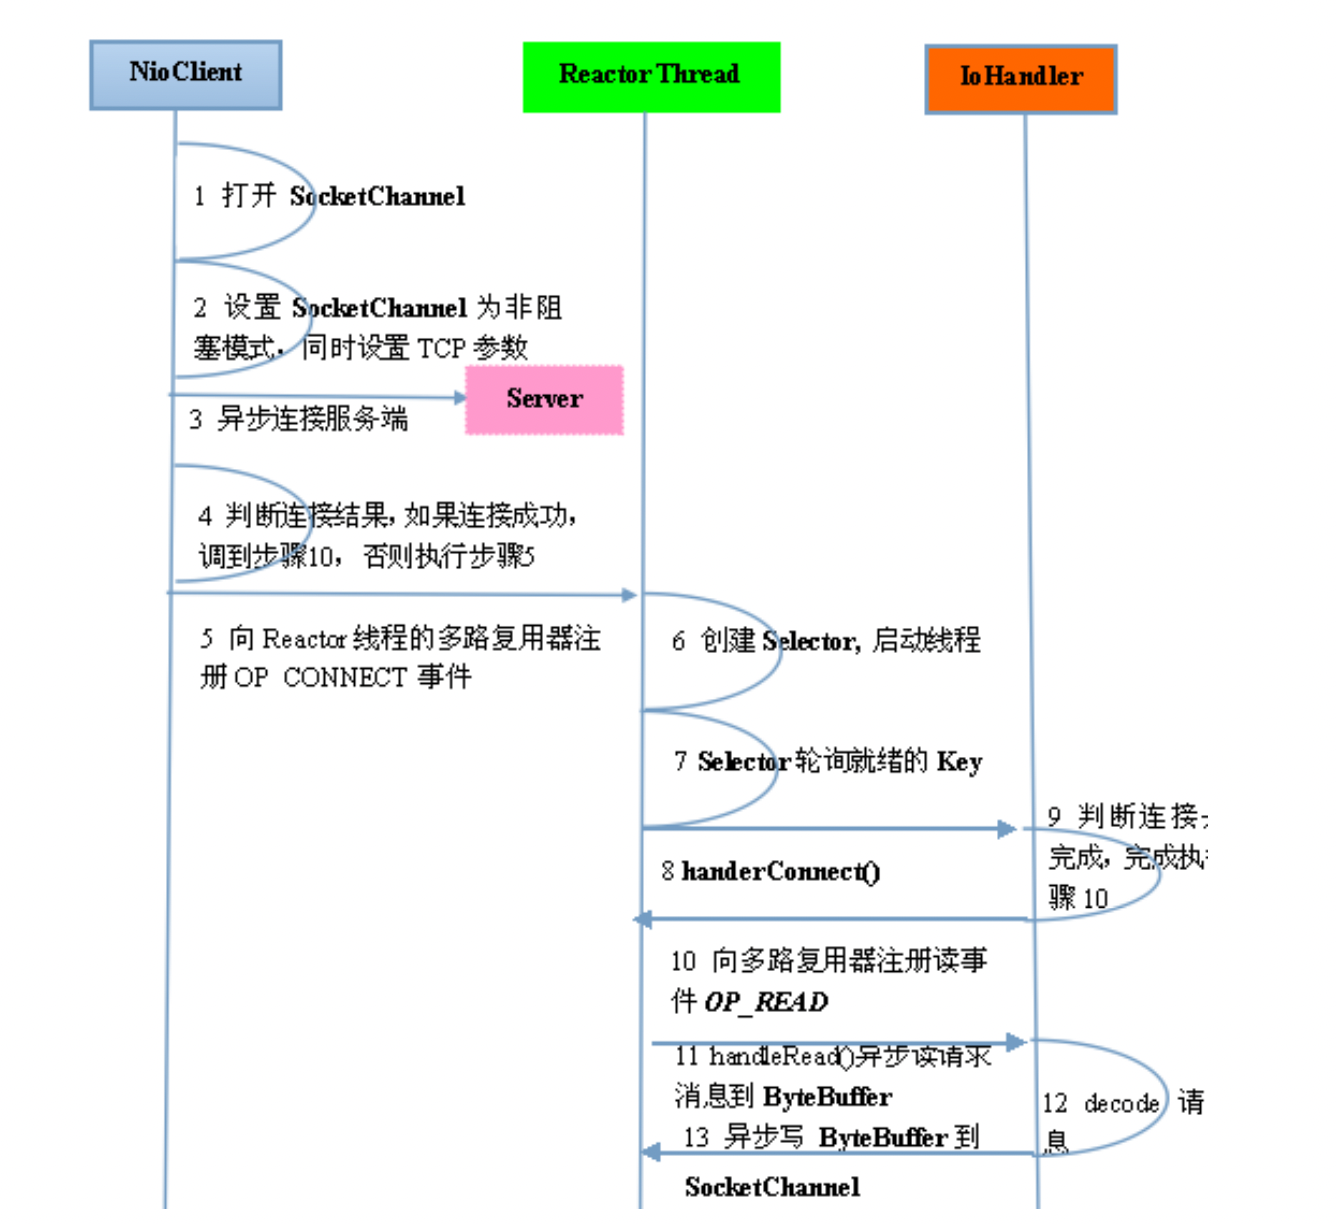 NioClient
Reactor Thread
IoHandler
1 打开 SocketChannel
2 设置 SocketChannel 为非阻
塞模式，同时设置 TCP 参数
Server
3 异步连接服务端
4 判断连接结果, 如果连接成功，
调到步骤10，否则执行步骤5
5 向 Reactor 线程的多路复用器注
册 OP CONNECT 事件
6 创建 Selector, 启动线程
7 Selector 轮询就绪的 Key
8 handerConnect()
9 判断连接
完成，完成执
骤 10
10 向多路复用器注册读事
件 OP_READ
11 handleRead()异步读请求
消息到 ByteBuffer
12 decode 请
息
13 异步写 ByteBuffer 到
SocketChannel